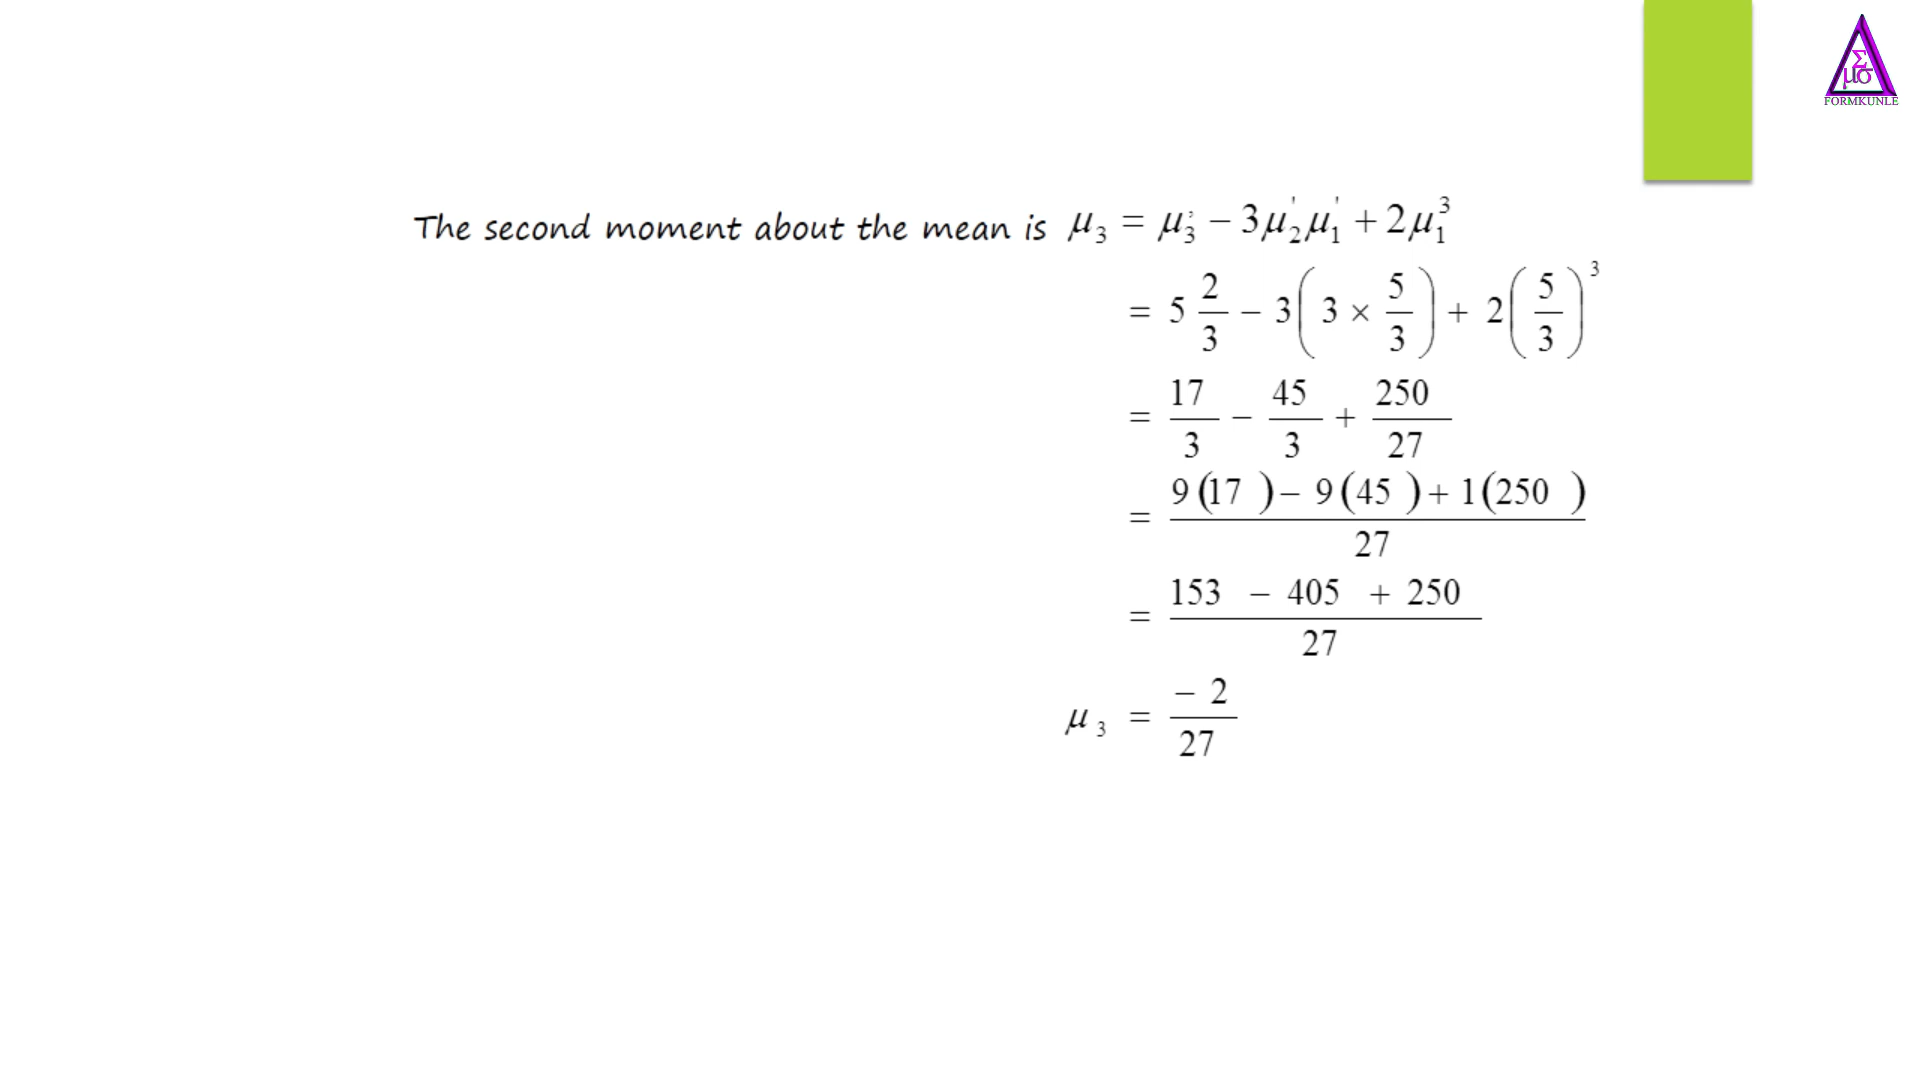 Σ
μσ
FORMKUNLE
The second moment about the mean is μ₃ = μ₃' − 3μ₂'μ₁' + 2μ₁³
= 5 2/3 − 3(3 × 5/3) + 2(5/3)³
= 17/3 − 45/3 + 250/27
= (9(17) − 9(45) + 1(250))/27
= (153 − 405 + 250)/27
μ₃ = −2/27